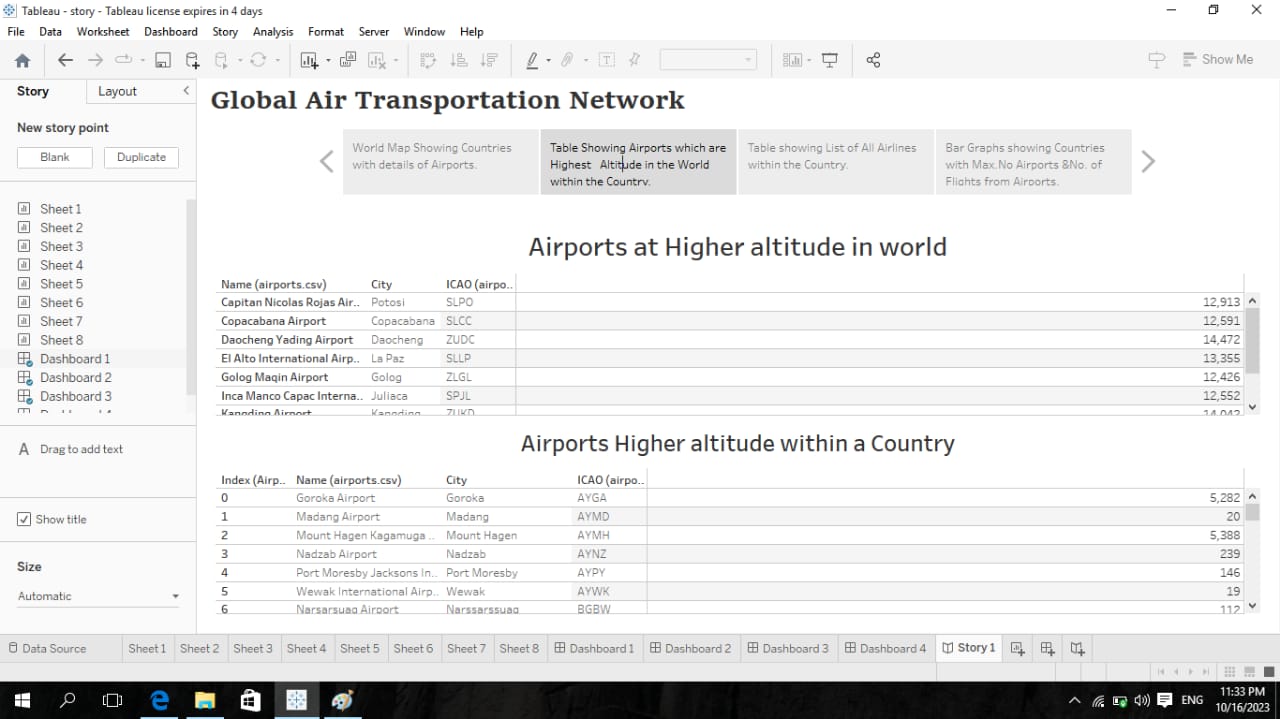 Tableau - story - Tableau license expires in 4 days
File Data Worksheet Dashboard Story Analysis Format Server Window Help
Show Me
Story Layout
New story point
Blank Duplicate
Sheet 1
Sheet 2
Sheet 3
Sheet 4
Sheet 5
Sheet 6
Sheet 7
Sheet 8
Dashboard 1
Dashboard 2
Dashboard 3
A Drag to add text
Show title
Size
Automatic
Global Air Transportation Network
World Map Showing Countries
with details of Airports.
Table Showing Airports which are
Highest Altitude in the World
within the Country.
Table showing List of All Airlines
within the Country.
Bar Graphs showing Countries
with Max.No Airports &No. of
Flights from Airports.
Airports at Higher altitude in world
Name (airports.csv) City ICAO (airpo..
Capitan Nicolas Rojas Air.. Potosi SLPO 12,913
Copacabana Airport Copacabana SLCC 12,591
Daocheng Yading Airport Daocheng ZUDC 14,472
El Alto International Airp.. La Paz SLLP 13,355
Golog Maqin Airport Golog ZLGL 12,426
Inca Manco Capac Interna.. Juliaca SPJL 12,552
Kangding Airport Kangding ZUKD 14,042
Airports Higher altitude within a Country
Index (Airp.. Name (airports.csv) City ICAO (airpo..
0 Goroka Airport Goroka AYGA 5,282
1 Madang Airport Madang AYMD 20
2 Mount Hagen Kagamuga .. Mount Hagen AYMH 5,388
3 Nadzab Airport Nadzab AYNZ 239
4 Port Moresby Jacksons In.. Port Moresby AYPY 146
5 Wewak International Airp.. Wewak AYWK 19
6 Narsarsuaq Airport Narssarssuaq BGBW 112
Data Source Sheet 1 Sheet 2 Sheet 3 Sheet 4 Sheet 5 Sheet 6 Sheet 7 Sheet 8 Dashboard 1 Dashboard 2 Dashboard 3 Dashboard 4 Story 1
ENG
11:33 PM
10/16/2023